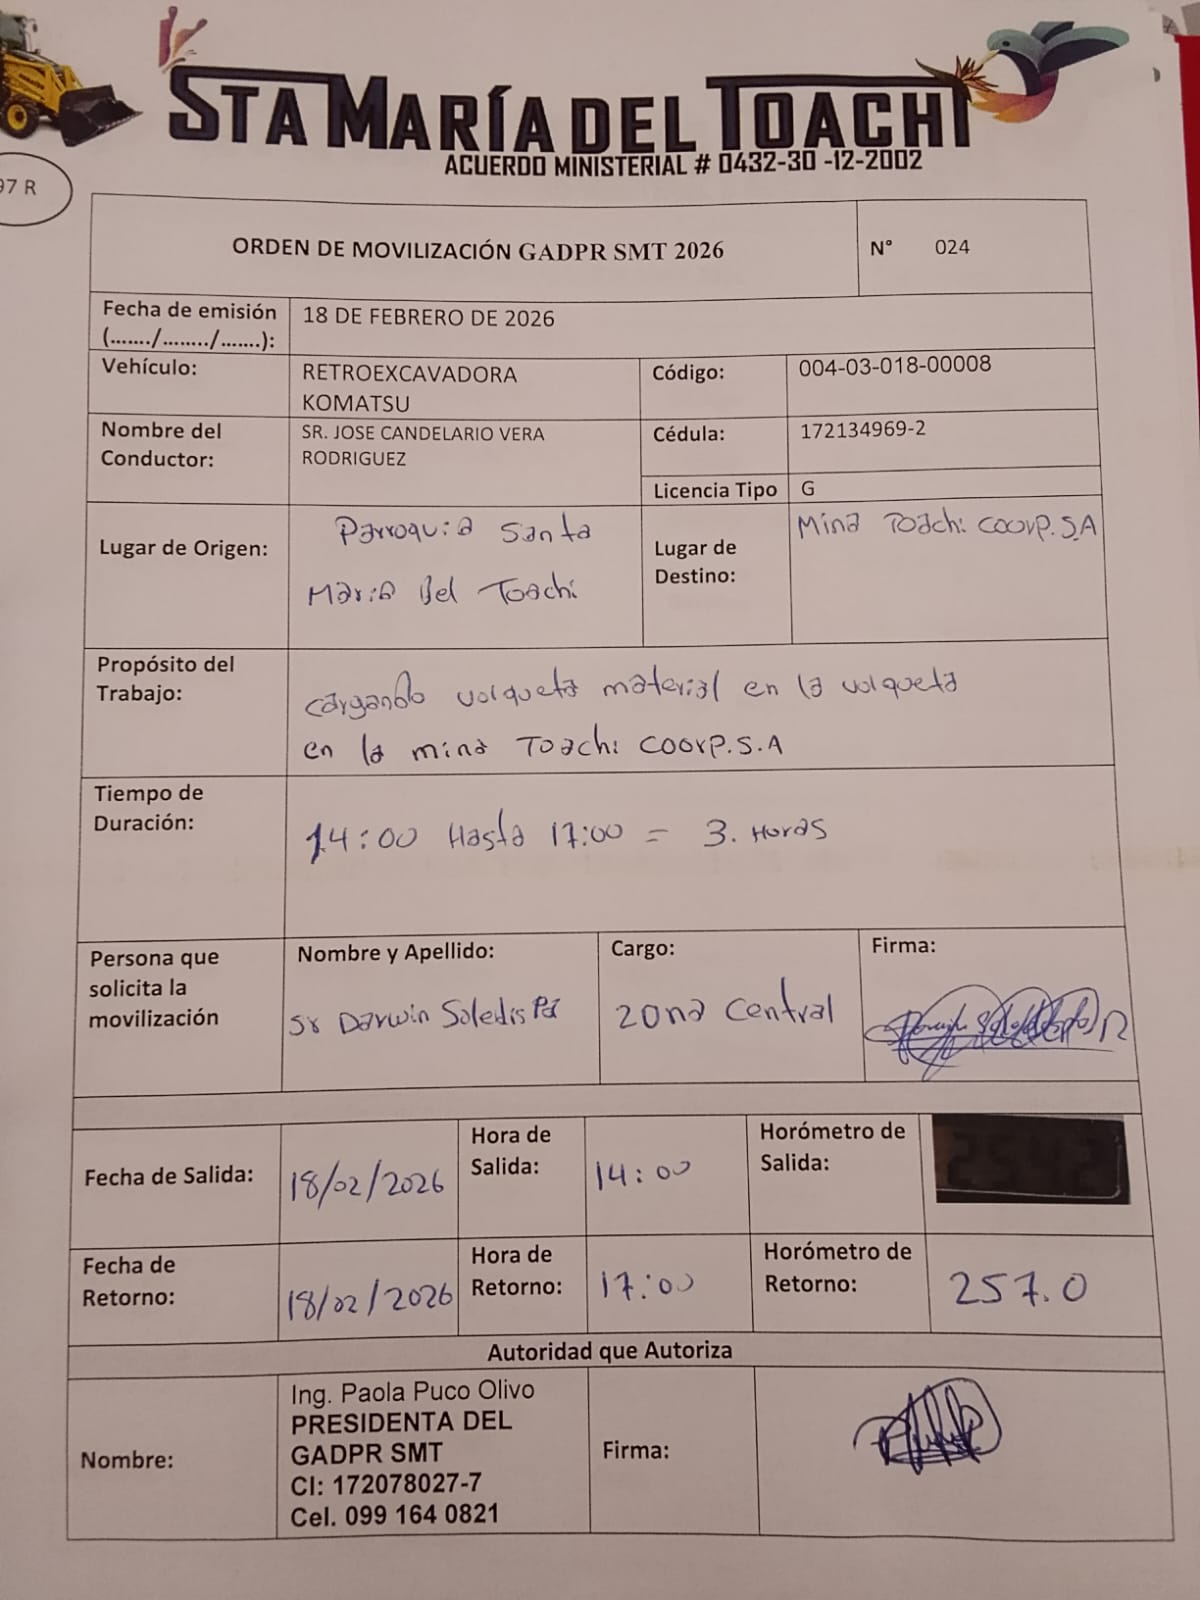 STA MARÍA DEL TOACHI
ACUERDO MINISTERIAL # 0432-30 -12-2002
97 R
ORDEN DE MOVILIZACIÓN GADPR SMT 2026
N° 024
Fecha de emisión
(......./......../.......):
18 DE FEBRERO DE 2026
Vehículo:
RETROEXCAVADORA
KOMATSU
Código:
004-03-018-00008
Nombre del
Conductor:
SR. JOSE CANDELARIO VERA
RODRIGUEZ
Cédula:
172134969-2
Licencia Tipo
G
Lugar de Origen:
Parroquia Santa
Maria Del Toachi
Lugar de
Destino:
Mina Toachi COOrP.S.A
Propósito del
Trabajo:
cargando volqueta material en la volqueta
en la mina Toachi COOrP.S.A
Tiempo de
Duración:
14:00 Hasta 17:00 = 3. Horas
Persona que
solicita la
movilización
Nombre y Apellido:
Sr Darwin Soledispa
Cargo:
Zona Central
Firma:
Fecha de Salida:
18/02/2026
Hora de
Salida:
14:00
Horómetro de
Salida:
254.2
Fecha de
Retorno:
18/02/2026
Hora de
Retorno:
17:00
Horómetro de
Retorno:
257.0
Autoridad que Autoriza
Nombre:
Ing. Paola Puco Olivo
PRESIDENTA DEL
GADPR SMT
CI: 172078027-7
Cel. 099 164 0821
Firma: